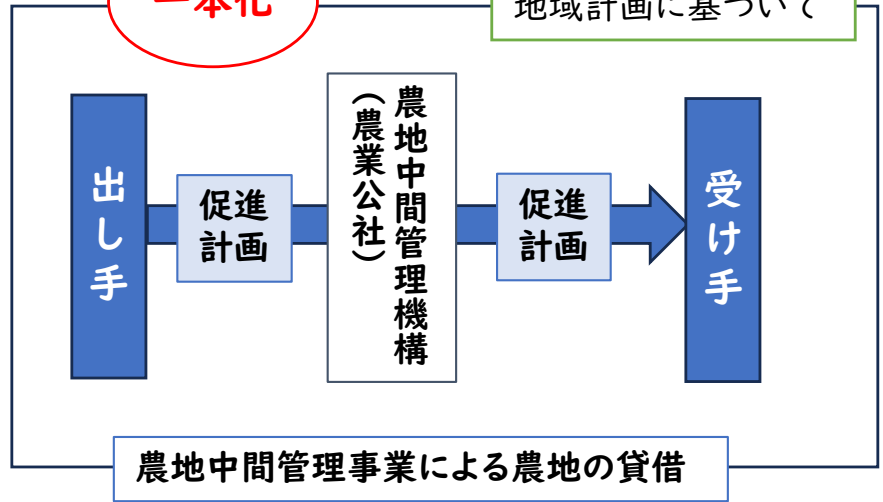 一本化
地域計画に基づいて
出し手
促進
計画
農地中間管理機構
（農業公社）
促進
計画
受け手
農地中間管理事業による農地の貸借